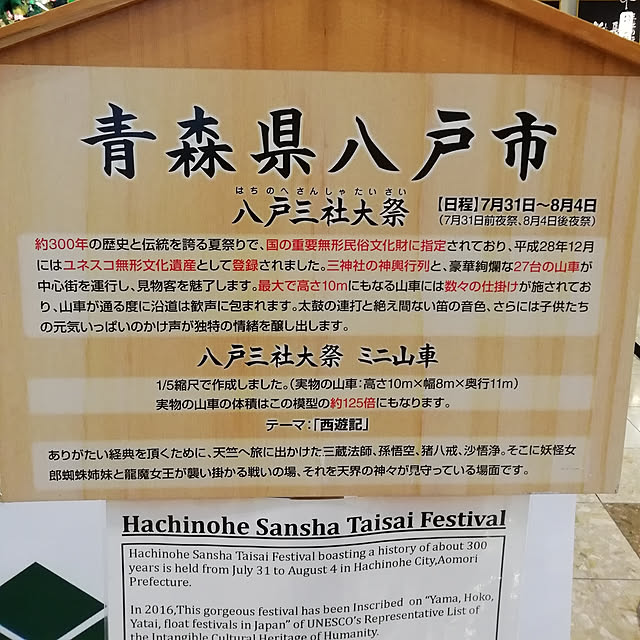 青森県八戸市
はちのへさんしゃたいさい
八戸三社大祭
【日程】7月31日～8月4日
（7月31日前夜祭、8月4日後夜祭）
約300年の歴史と伝統を誇る夏祭りで、国の重要無形民俗文化財に指定されており、平成28年12月
にはユネスコ無形文化遺産として登録されました。三神社の神輿行列と、豪華絢爛な27台の山車が
中心街を運行し、見物客を魅了します。最大で高さ10mにもなる山車には数々の仕掛けが施されてお
り、山車が通る度に沿道は歓声に包まれます。太鼓の連打と絶え間ない笛の音色、さらには子供たち
の元気いっぱいのかけ声が独特の情緒を醸し出します。
八戸三社大祭 ミニ山車
1/5縮尺で作成しました。（実物の山車：高さ10m×幅8m×奥行11m）
実物の山車の体積はこの模型の約125倍にもなります。
テーマ：「西遊記」
ありがたい経典を頂くために、天竺へ旅に出かけた三蔵法師、孫悟空、猪八戒、沙悟浄。そこに妖怪女
郎蜘蛛姉妹と龍魔女王が襲い掛かる戦いの場、それを天界の神々が見守っている場面です。
Hachinohe Sansha Taisai Festival
Hachinohe Sansha Taisai Festival boasting a history of about 300
years is held from July 31 to August 4 in Hachinohe City,Aomori
Prefecture.
In 2016,This gorgeous festival has been Inscribed on “Yama, Hoko,
Yatai, float festivals in Japan” of UNESCO's Representative List of
the Intangible Cultural Heritage of Humanity.